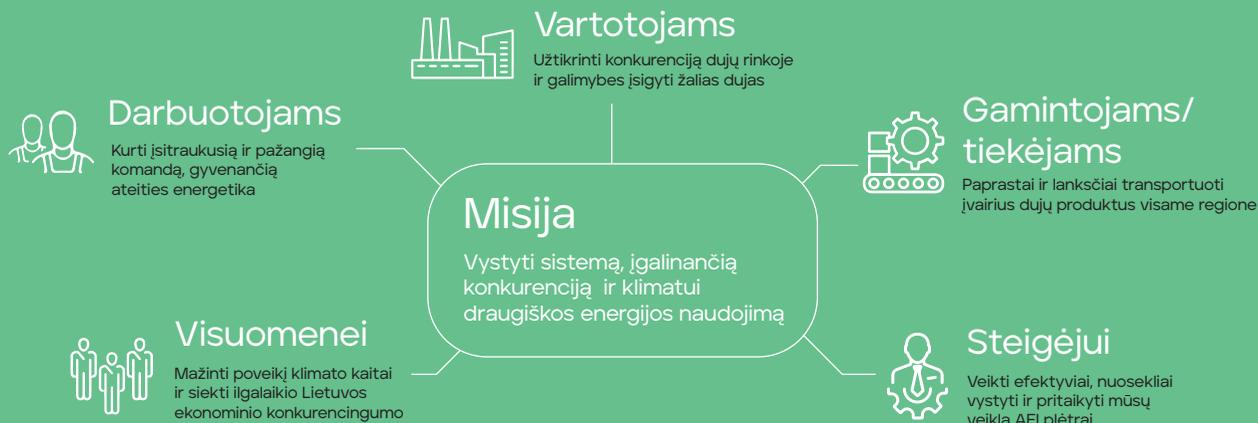 Vartotojams
Užtikrinti konkurenciją dujų rinkoje
ir galimybes įsigyti žalias dujas
Darbuotojams
Kurti įsitraukusią ir pažangią
komandą, gyvenančią
ateities energetika
Gamintojams/
tiekėjams
Paprastai ir lanksčiai transportuoti
įvairius dujų produktus visame regione
Misija
Vystyti sistemą, įgalinančią
konkurenciją ir klimatui
draugiškos energijos naudojimą
Visuomenei
Mažinti poveikį klimato kaitai
ir siekti ilgalaikio Lietuvos
ekonominio konkurencingumo
Steigėjui
Veikti efektyviai, nuosekliai
vystyti ir pritaikyti mūsų
veiklą AEI plėtrai